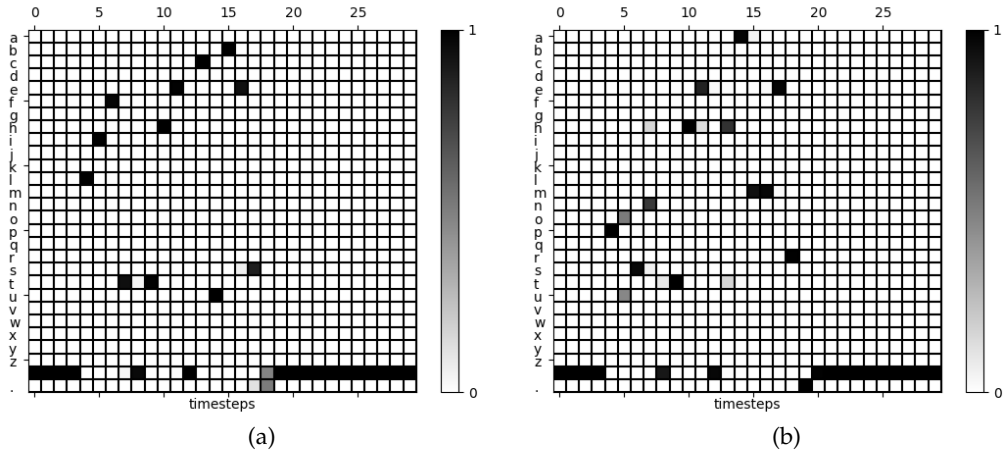 0 5 10 15 20 25 0 5 10 15 20 25
a 1 a 1
b b
c c
d d
e e
f f
g g
h h
i i
j j
k k
l l
m m
n n
o o
p p
q q
r r
s s
t t
u u
v v
w w
x x
y y
z z
. 0 . 0
timesteps timesteps
(a) (b)